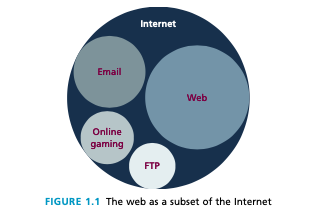 Internet
Email
Web
Online
gaming
FTP
FIGURE 1.1 The web as a subset of the Internet